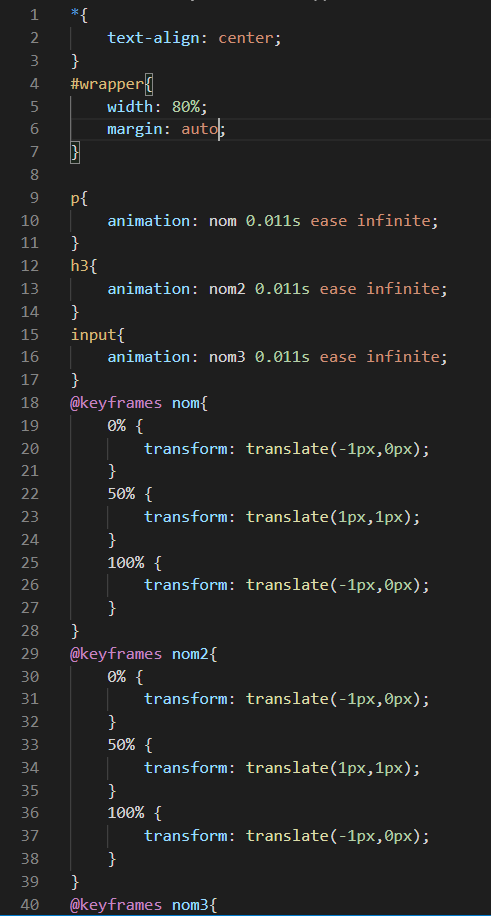 1 *{
2     text-align: center;
3 }
4 #wrapper{
5     width: 80%;
6     margin: auto;
7 }
8
9 p{
10     animation: nom 0.011s ease infinite;
11 }
12 h3{
13     animation: nom2 0.011s ease infinite;
14 }
15 input{
16     animation: nom3 0.011s ease infinite;
17 }
18 @keyframes nom{
19     0% {
20         transform: translate(-1px,0px);
21     }
22     50% {
23         transform: translate(1px,1px);
24     }
25     100% {
26         transform: translate(-1px,0px);
27     }
28 }
29 @keyframes nom2{
30     0% {
31         transform: translate(-1px,0px);
32     }
33     50% {
34         transform: translate(1px,1px);
35     }
36     100% {
37         transform: translate(-1px,0px);
38     }
39 }
40 @keyframes nom3{